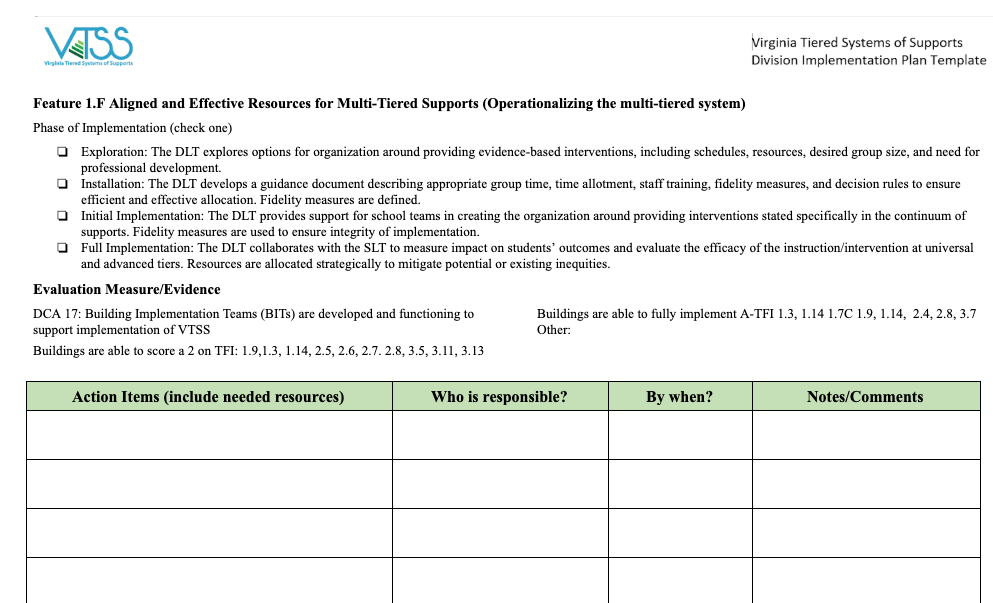 VTSS
Virginia Tiered Systems of Supports
Virginia Tiered Systems of Supports
Division Implementation Plan Template
Feature 1.F Aligned and Effective Resources for Multi-Tiered Supports (Operationalizing the multi-tiered system)
Phase of Implementation (check one)
❏ Exploration: The DLT explores options for organization around providing evidence-based interventions, including schedules, resources, desired group size, and need for
professional development.
❏ Installation: The DLT develops a guidance document describing appropriate group time, time allotment, staff training, fidelity measures, and decision rules to ensure
efficient and effective allocation. Fidelity measures are defined.
❏ Initial Implementation: The DLT provides support for school teams in creating the organization around providing interventions stated specifically in the continuum of
supports. Fidelity measures are used to ensure integrity of implementation.
❏ Full Implementation: The DLT collaborates with the SLT to measure impact on students’ outcomes and evaluate the efficacy of the instruction/intervention at universal
and advanced tiers. Resources are allocated strategically to mitigate potential or existing inequities.
Evaluation Measure/Evidence
DCA 17: Building Implementation Teams (BITs) are developed and functioning to
support implementation of VTSS
Buildings are able to score a 2 on TFI: 1.9,1.3, 1.14, 2.5, 2.6, 2.7. 2.8, 3.5, 3.11, 3.13
Buildings are able to fully implement A-TFI 1.3, 1.14 1.7C 1.9, 1.14, 2.4, 2.8, 3.7
Other:
Action Items (include needed resources) Who is responsible? By when? Notes/Comments